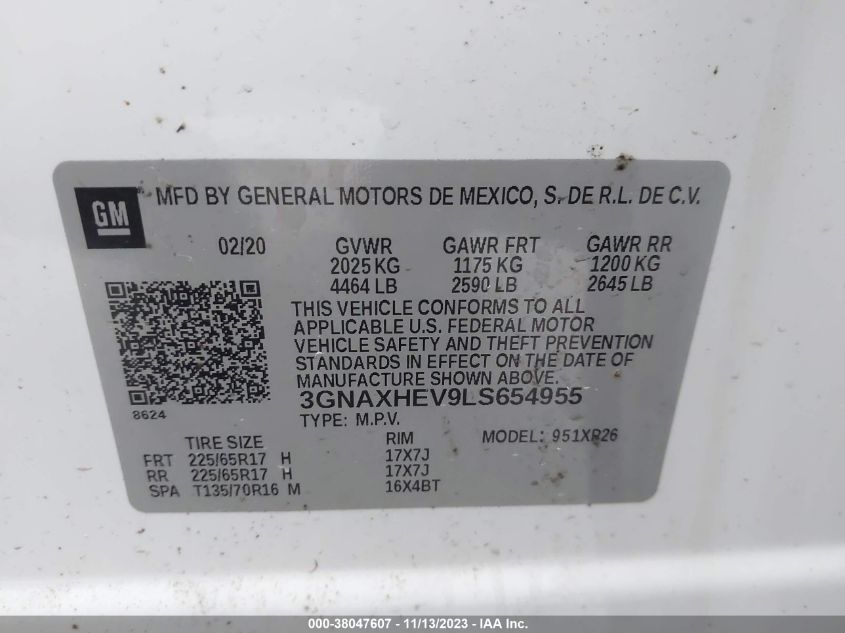 GM
MFD BY GENERAL MOTORS DE MEXICO, S. DE R.L. DE C.V.
02/20 GVWR GAWR FRT GAWR RR
2025 KG 1175 KG 1200 KG
4464 LB 2590 LB 2645 LB
THIS VEHICLE CONFORMS TO ALL
APPLICABLE U.S. FEDERAL MOTOR
VEHICLE SAFETY AND THEFT PREVENTION
STANDARDS IN EFFECT ON THE DATE OF
MANUFACTURE SHOWN ABOVE.
3GNAXHEV9LS654955
8624
TYPE: M.P.V.
TIRE SIZE RIM MODEL: 951XR26
FRT 225/65R17 H 17X7J
RR 225/65R17 H 17X7J
SPA T135/70R16 M 16X4BT
000-38047607 - 11/13/2023 - IAA Inc.